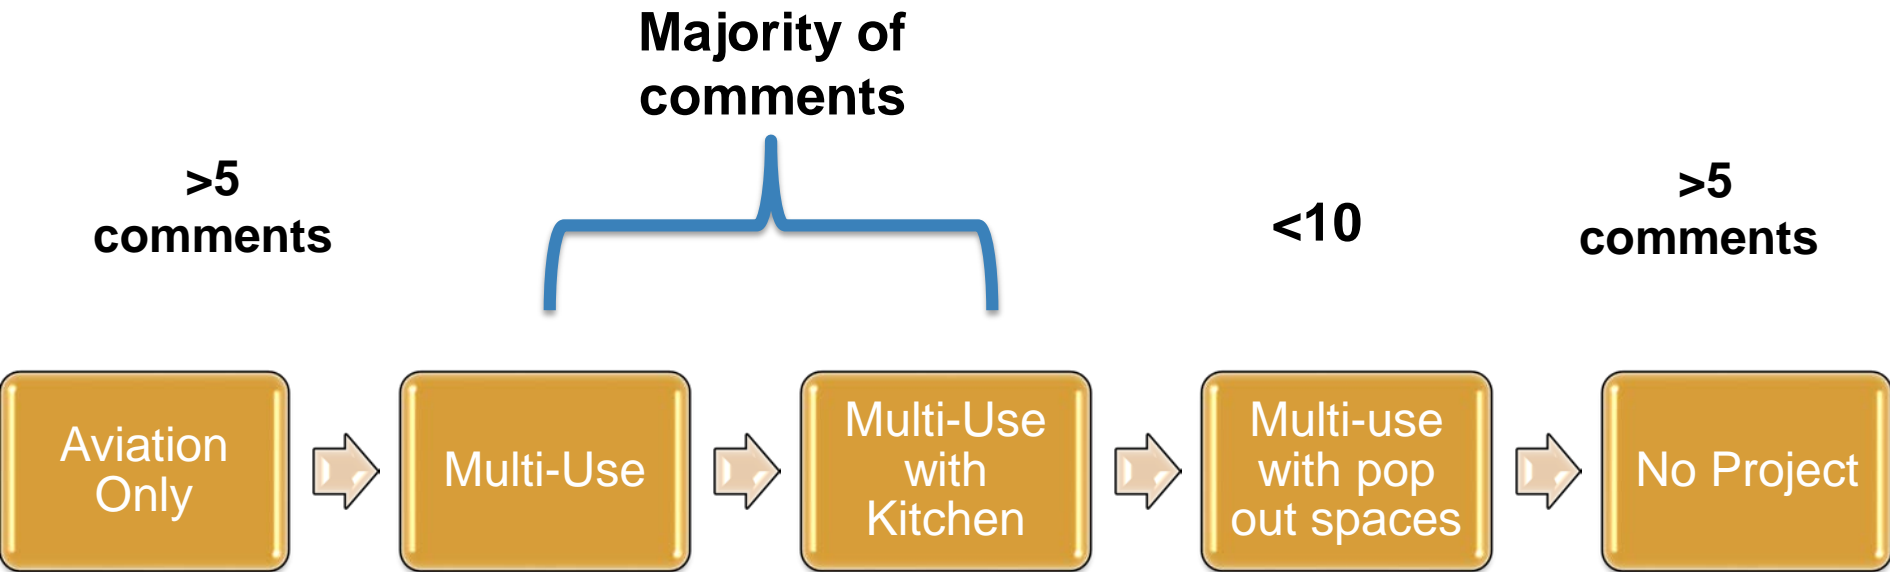 Majority of
comments
>5
comments
<10
>5
comments
Aviation
Only
Multi-Use
Multi-Use
with
Kitchen
Multi-use
with pop
out spaces
No Project